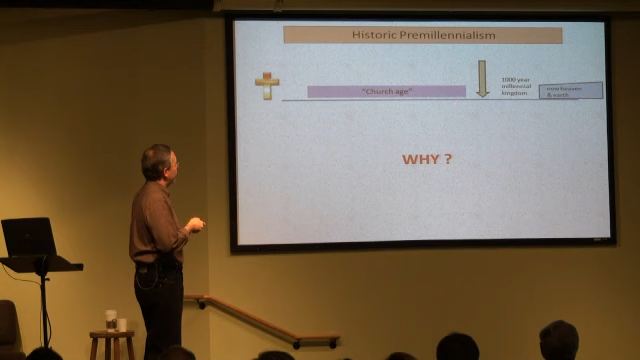 Historic Premillennialism
"Church age"
1000 year
millennial
kingdom
new heaven
& earth
WHY ?